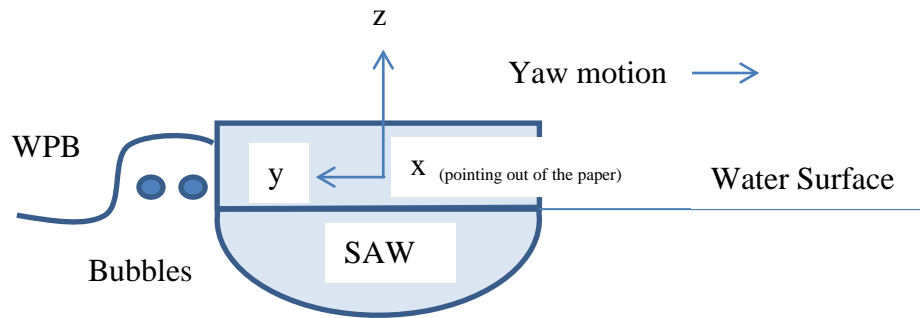 z
Yaw motion
WPB
y
x (pointing out of the paper)
Water Surface
SAW
Bubbles